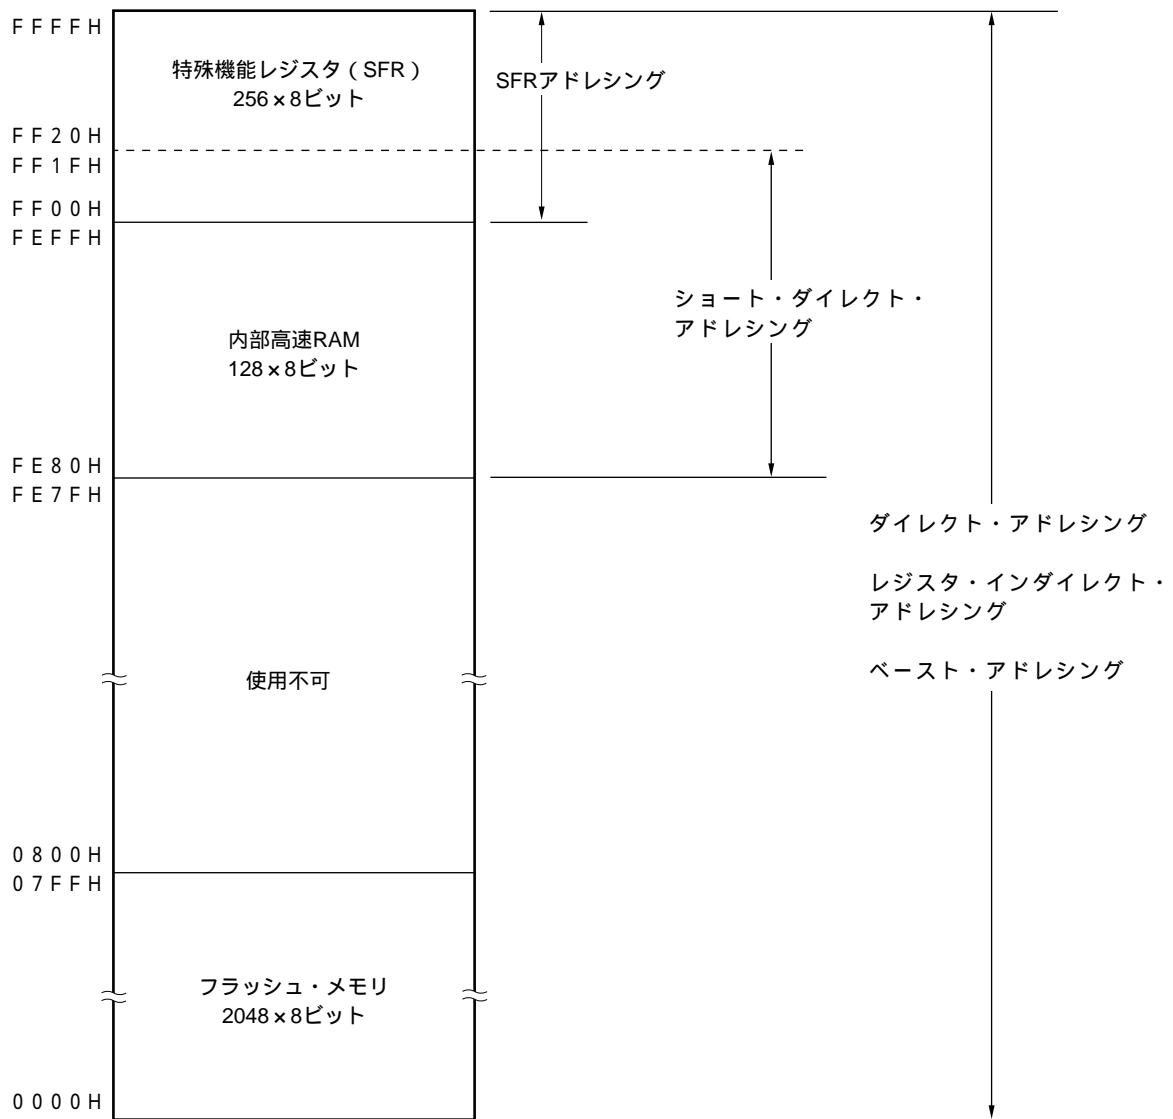 FFFFH
特殊機能レジスタ（SFR）
256×8ビット
SFRアドレシング
FF20H
FF1FH
FF00H
FEFFH
ショート・ダイレクト・
アドレシング
内部高速RAM
128×8ビット
FE80H
FE7FH
ダイレクト・アドレシング
レジスタ・インダイレクト・
アドレシング
ベースト・アドレシング
使用不可
0800H
07FFH
フラッシュ・メモリ
2048×8ビット
0000H